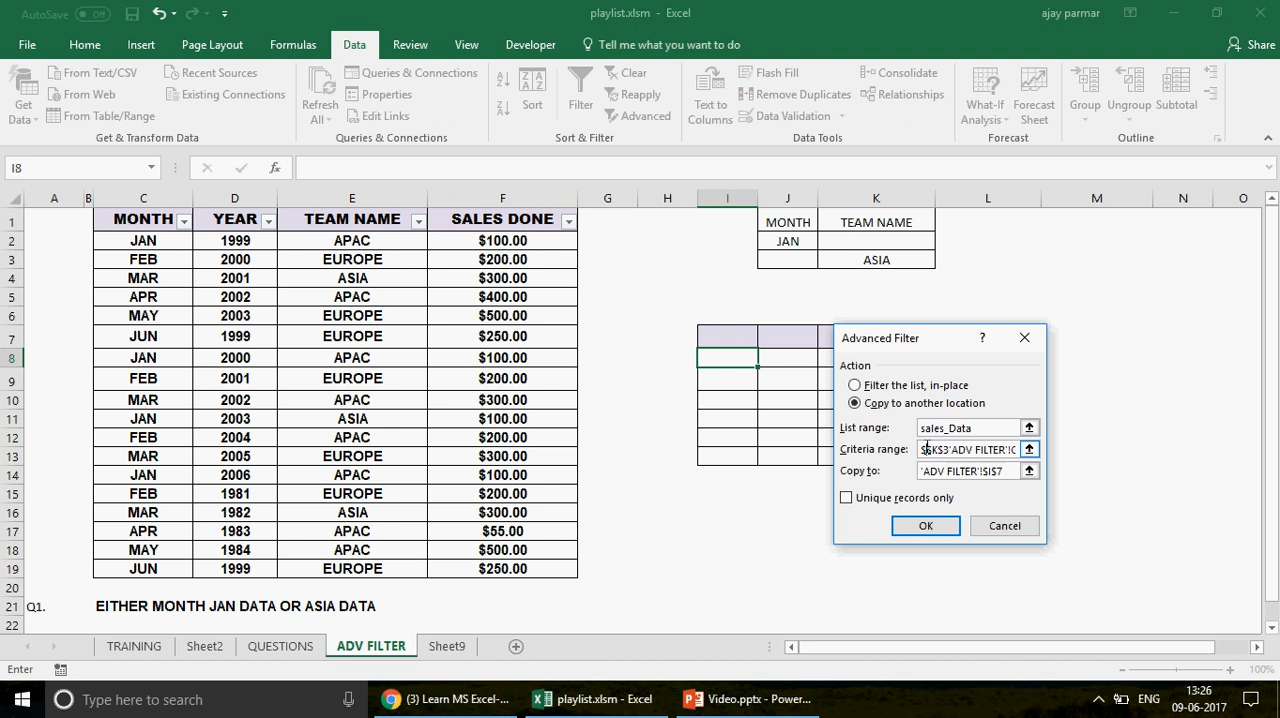 AutoSave Off
playlist.xlsm - Excel
ajay parmar
File Home Insert Page Layout Formulas Data Review View Developer Tell me what you want to do Share
Get Data
From Text/CSV
From Web
From Table/Range
Recent Sources
Existing Connections
Get & Transform Data
Refresh All
Queries & Connections
Properties
Edit Links
Queries & Connections
Sort
Filter
Clear
Reapply
Advanced
Sort & Filter
Text to Columns
Flash Fill
Remove Duplicates
Data Validation
Consolidate
Relationships
Data Tools
What-If Analysis
Forecast Sheet
Forecast
Group
Ungroup
Subtotal
Outline
I8
fx
A B C D E F G H I J K L M N O
1 MONTH YEAR TEAM NAME SALES DONE MONTH TEAM NAME
2 JAN 1999 APAC $100.00 JAN
3 FEB 2000 EUROPE $200.00 ASIA
4 MAR 2001 ASIA $300.00
5 APR 2002 APAC $400.00
6 MAY 2003 EUROPE $500.00
7 JUN 1999 EUROPE $250.00
8 JAN 2000 APAC $100.00
9 FEB 2001 EUROPE $200.00
10 MAR 2002 APAC $300.00
11 JAN 2003 ASIA $100.00
12 FEB 2004 APAC $200.00
13 MAR 2005 EUROPE $300.00
14 JAN 2006 APAC $100.00
15 FEB 1981 EUROPE $200.00
16 MAR 1982 ASIA $300.00
17 APR 1983 APAC $55.00
18 MAY 1984 APAC $500.00
19 JUN 1999 EUROPE $250.00
20
21 Q1. EITHER MONTH JAN DATA OR ASIA DATA
22
Advanced Filter ?
Action
Filter the list, in-place
Copy to another location
List range: sales_Data
Criteria range: $K$3'ADV FILTER'!
Copy to: 'ADV FILTER'!$I$7
Unique records only
OK Cancel
TRAINING Sheet2 QUESTIONS ADV FILTER Sheet9
Enter
100%
Type here to search
(3) Learn MS Excel-...
playlist.xlsm - Excel
Video.pptx - Power...
ENG
13:26
09-06-2017